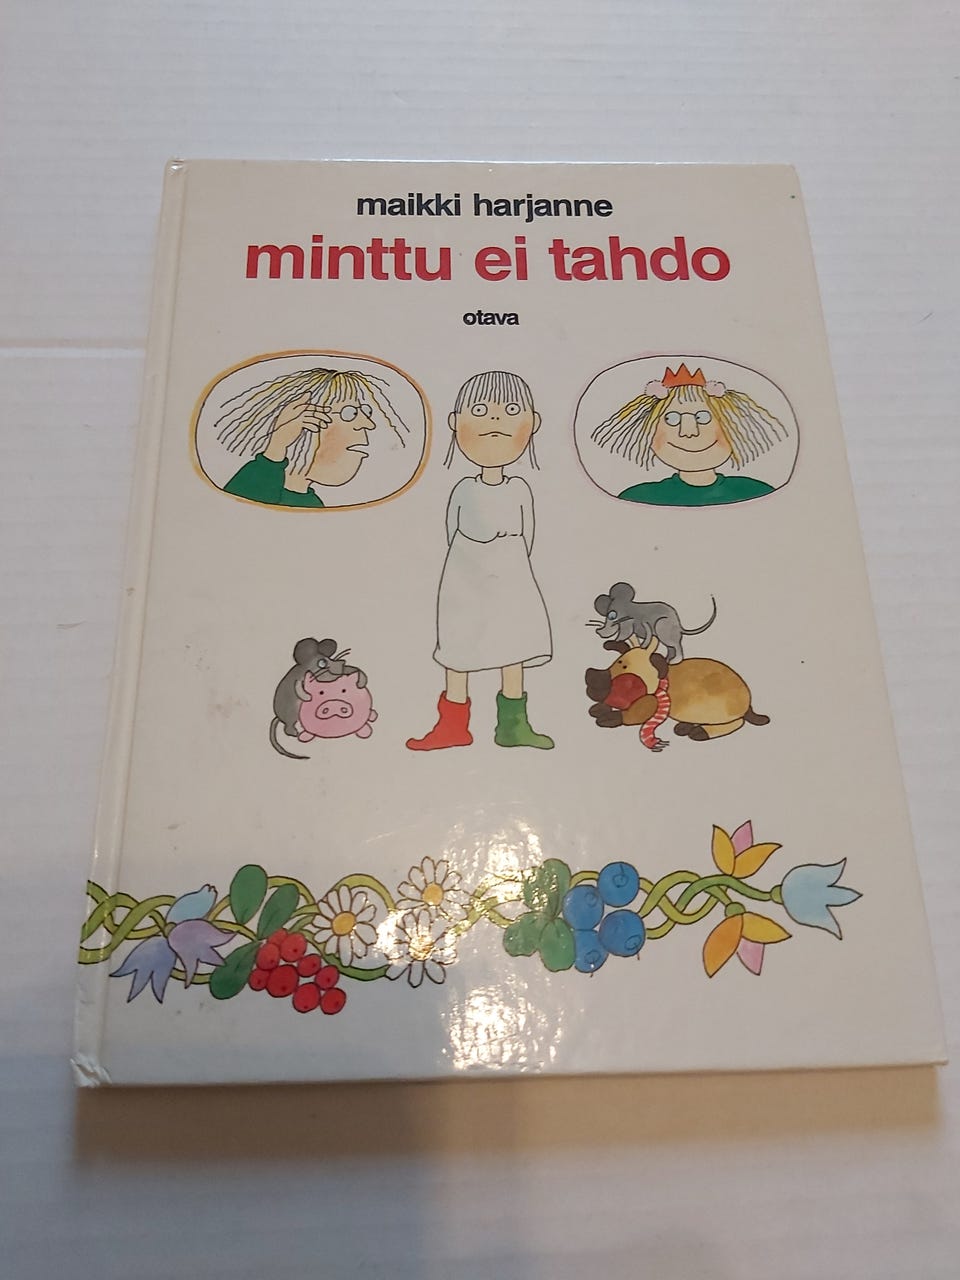 maikki harjanne
minttu ei tahdo
otava